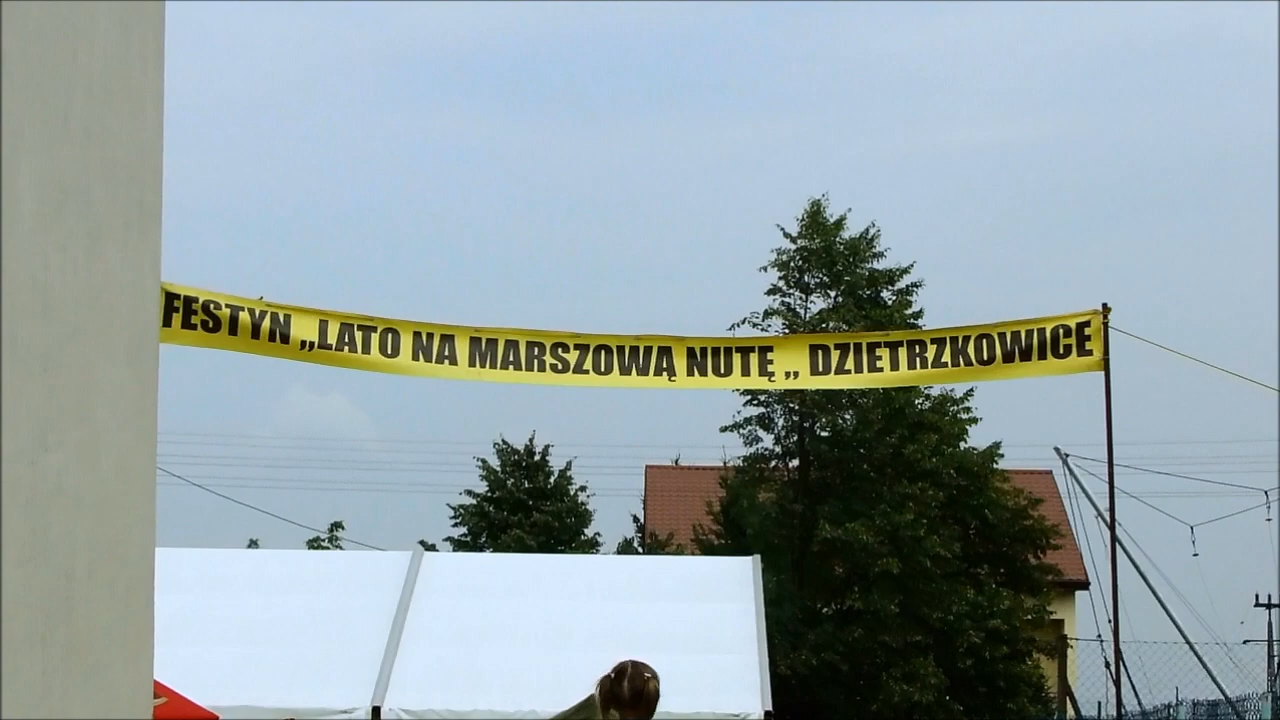 FESTYN „LATO NA MARSZOWĄ NUTĘ „ DZIETRZKOWICE